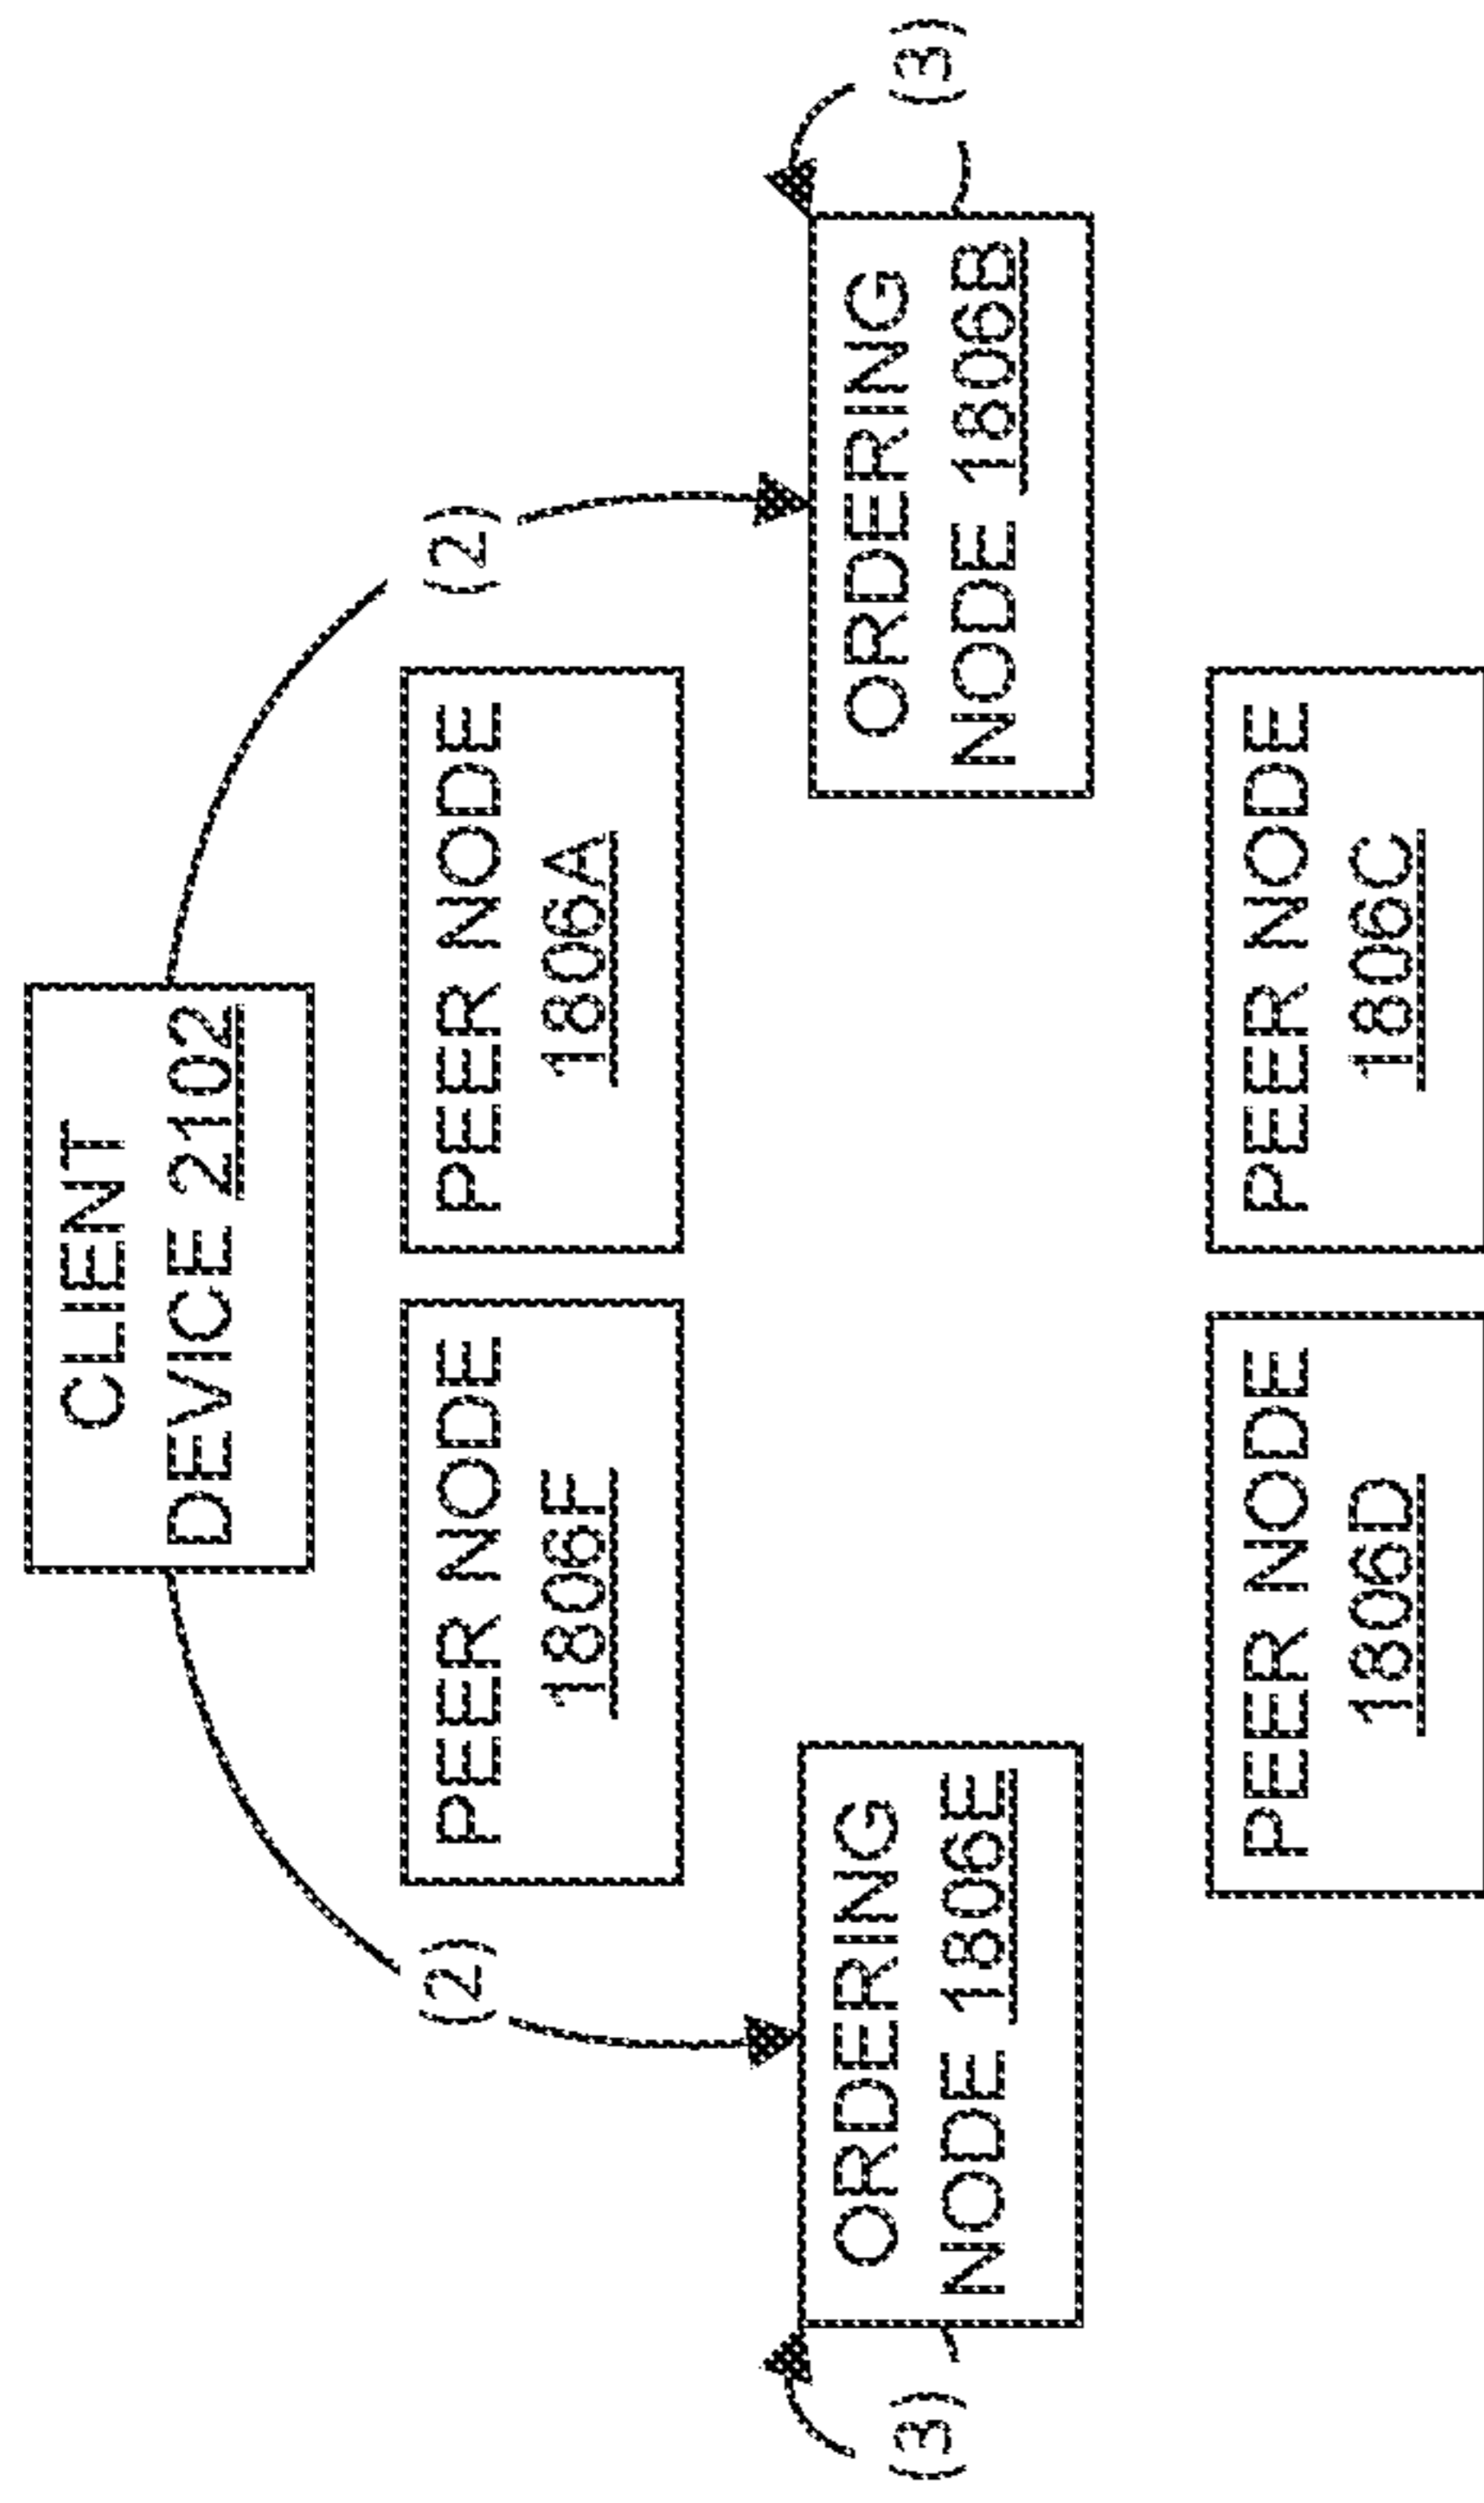 CLIENT
DEVICE 2102
(2)
(2)
PEER NODE
1806F
PEER NODE
1806A
ORDERING
NODE 1806E
ORDERING
NODE 1806B
(3)
(3)
PEER NODE
1806D
PEER NODE
1806C